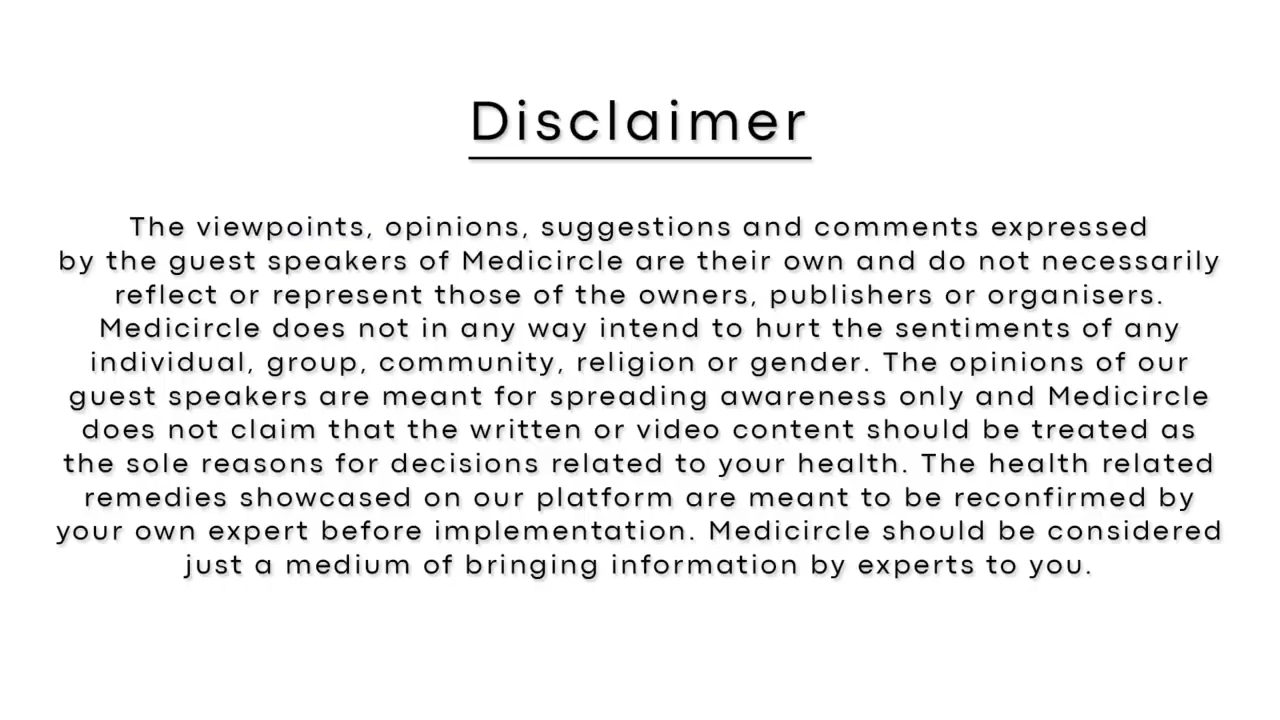 Disclaimer
The viewpoints, opinions, suggestions and comments expressed
by the guest speakers of Medicircle are their own and do not necessarily
reflect or represent those of the owners, publishers or organisers.
Medicircle does not in any way intend to hurt the sentiments of any
individual, group, community, religion or gender. The opinions of our
guest speakers are meant for spreading awareness only and Medicircle
does not claim that the written or video content should be treated as
the sole reasons for decisions related to your health. The health related
remedies showcased on our platform are meant to be reconfirmed by
your own expert before implementation. Medicircle should be considered
just a medium of bringing information by experts to you.